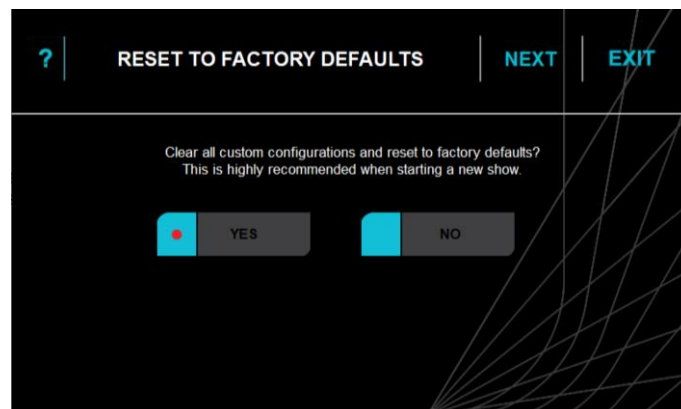 ? RESET TO FACTORY DEFAULTS NEXT EXIT
Clear all custom configurations and reset to factory defaults?
This is highly recommended when starting a new show.
YES NO